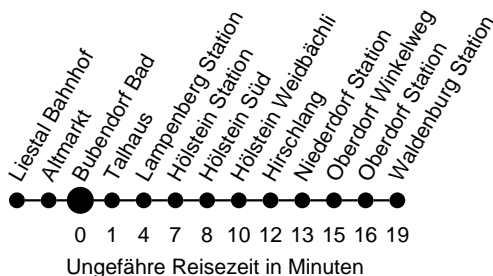 Liestal Bahnhof
Altmarkt
Bubendorf Bad
Talhaus
Lampenberg Station
Hölstein Station
Hölstein Süd
Hölstein Weidbächli
Hirschlang
Niederdorf Station
Oberdorf Winkelweg
Oberdorf Station
Waldenburg Station
0 1 4 7 8 10 12 13 15 16 19
Ungefähre Reisezeit in Minuten